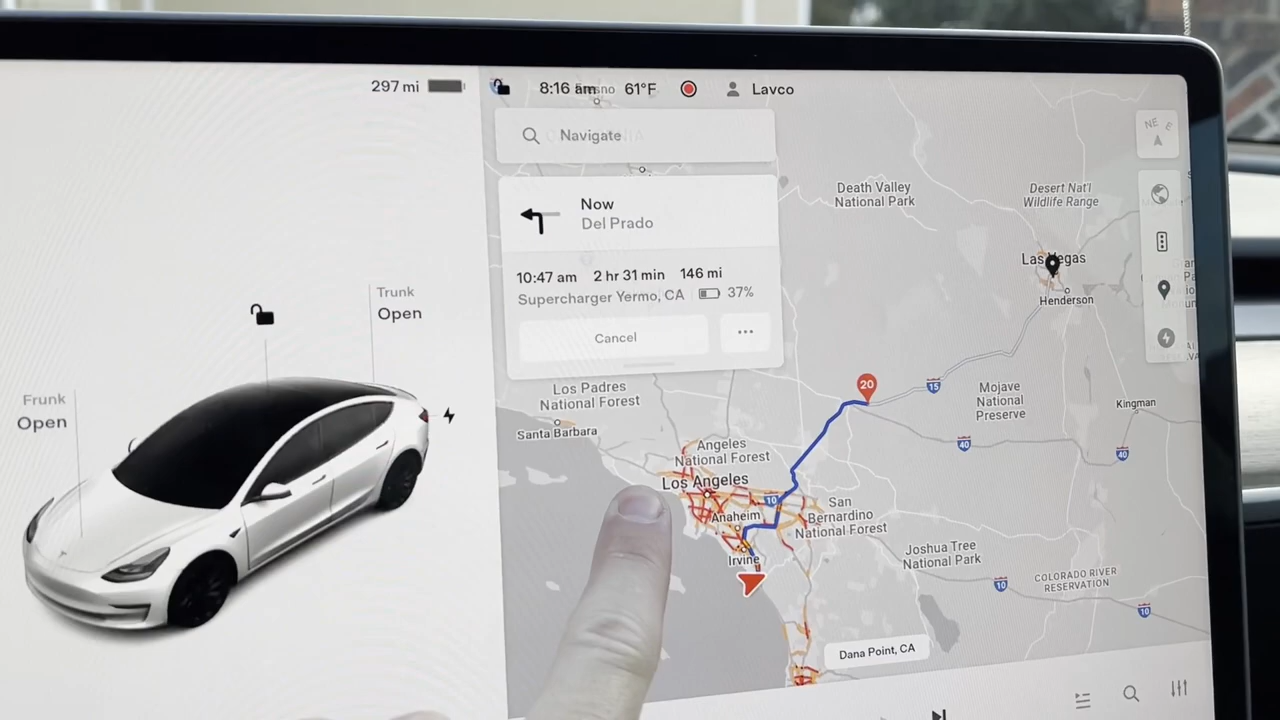 297 mi
8:16 am 61°F Lavco
Navigate
Now
Del Prado
10:47 am 2 hr 31 min 146 mi
Supercharger Yermo, CA 37%
Cancel
Trunk
Open
Frunk
Open
NE E
Death Valley
National Park
Desert Nat'l
Wildlife Range
Las Vegas
Henderson
20
15
Mojave
National
Preserve
Kingman
40
40
Los Padres
National Forest
Santa Barbara
Angeles
National Forest
Los Angeles
10
Anaheim
Irvine
San
Bernardino
National Forest
Joshua Tree
National Park
10
COLORADO RIVER
RESERVATION
10
Dana Point, CA